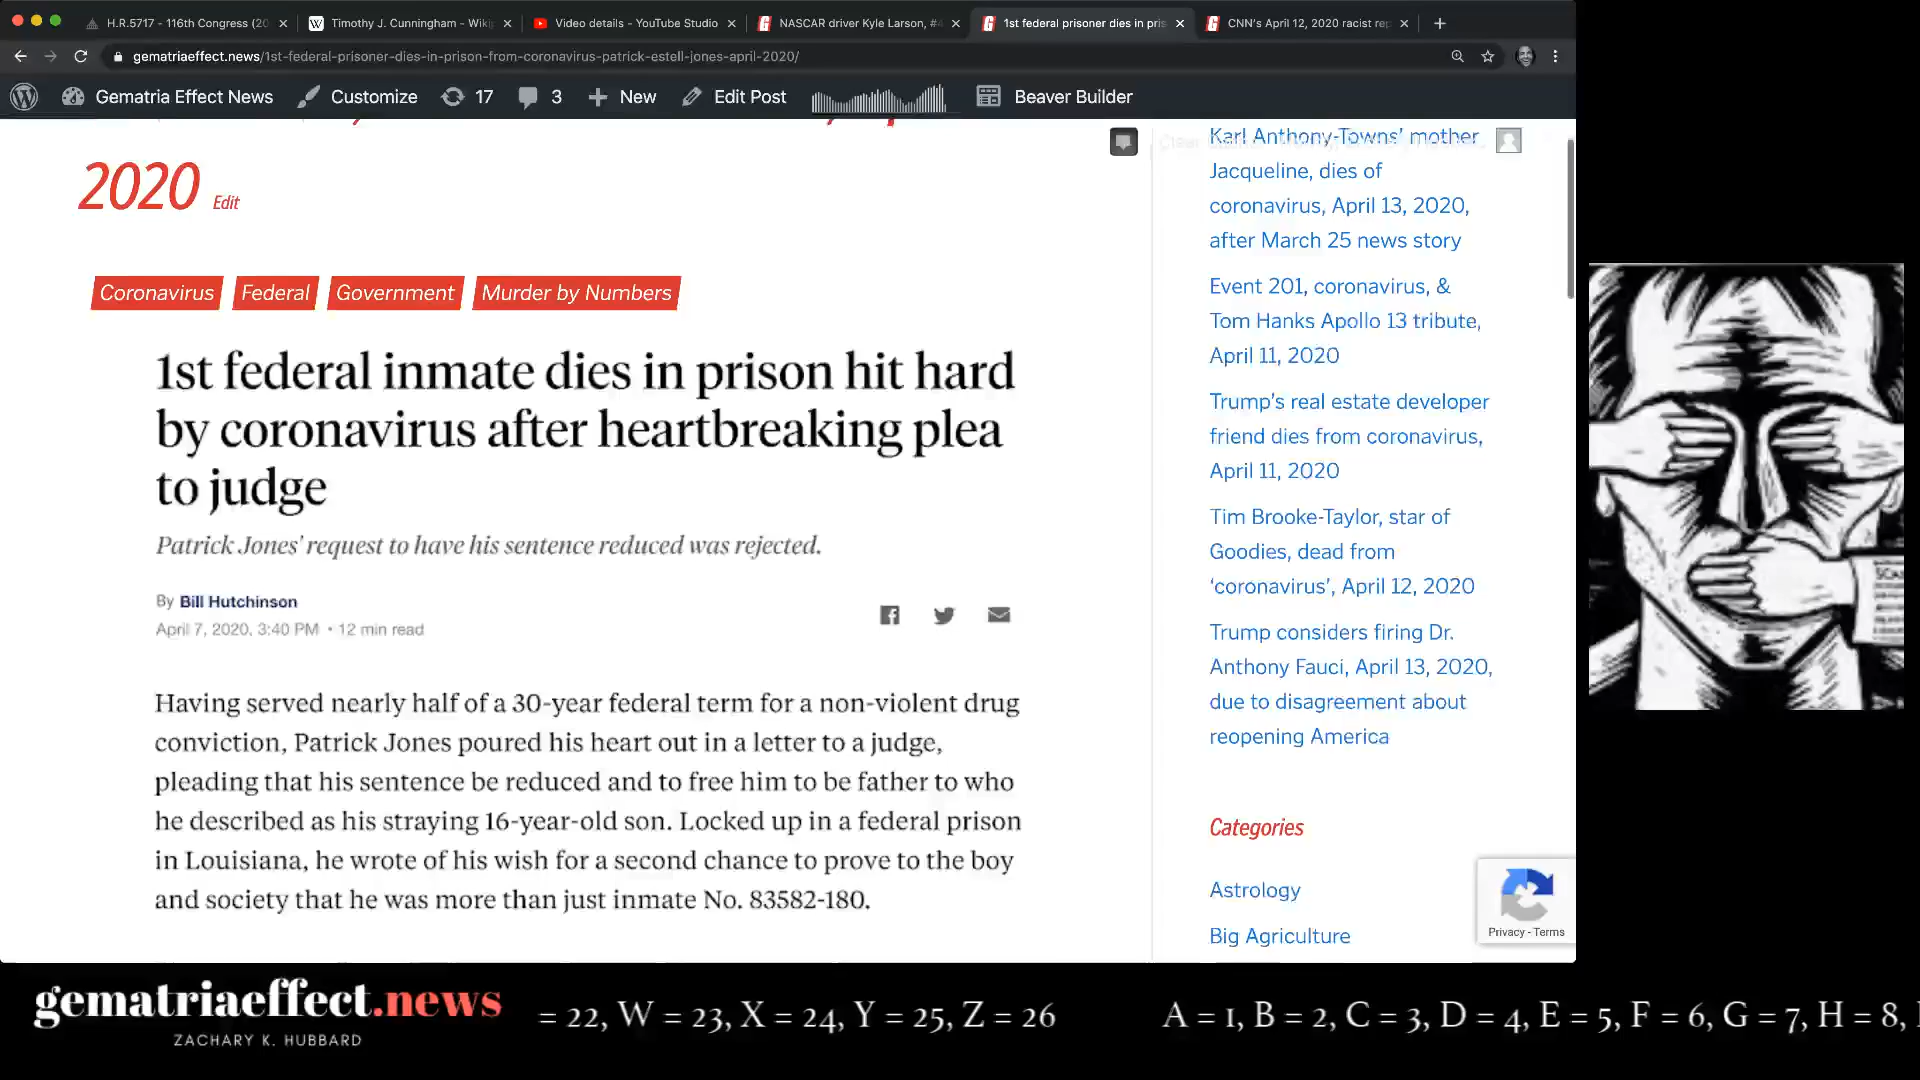 H.R.5717 - 116th Congress (20
Timothy J. Cunningham - Wiki
Video details - YouTube Studio
NASCAR driver Kyle Larson, #4
1st federal prisoner dies in pris
CNN's April 12, 2020 racist rep
gematriaeffect.news/1st-federal-prisoner-dies-in-prison-from-coronavirus-patrick-estell-jones-april-2020/
Gematria Effect News
Customize
17
3
New
Edit Post
Beaver Builder
2020 Edit
Coronavirus Federal Government Murder by Numbers
1st federal inmate dies in prison hit hard
by coronavirus after heartbreaking plea
to judge
Patrick Jones' request to have his sentence reduced was rejected.
By Bill Hutchinson
April 7, 2020, 3:40 PM • 12 min read
Having served nearly half of a 30-year federal term for a non-violent drug
conviction, Patrick Jones poured his heart out in a letter to a judge,
pleading that his sentence be reduced and to free him to be father to who
he described as his straying 16-year-old son. Locked up in a federal prison
in Louisiana, he wrote of his wish for a second chance to prove to the boy
and society that he was more than just inmate No. 83582-180.
Karl Anthony-Towns' mother
Jacqueline, dies of
coronavirus, April 13, 2020,
after March 25 news story
Event 201, coronavirus, &
Tom Hanks Apollo 13 tribute,
April 11, 2020
Trump's real estate developer
friend dies from coronavirus,
April 11, 2020
Tim Brooke-Taylor, star of
Goodies, dead from
'coronavirus', April 12, 2020
Trump considers firing Dr.
Anthony Fauci, April 13, 2020,
due to disagreement about
reopening America
Categories
Astrology
Big Agriculture
Privacy - Terms
gematriaeffect.news
ZACHARY K. HUBBARD
= 22, W = 23, X = 24, Y = 25, Z = 26
A = 1, B = 2, C = 3, D = 4, E = 5, F = 6, G = 7, H = 8,